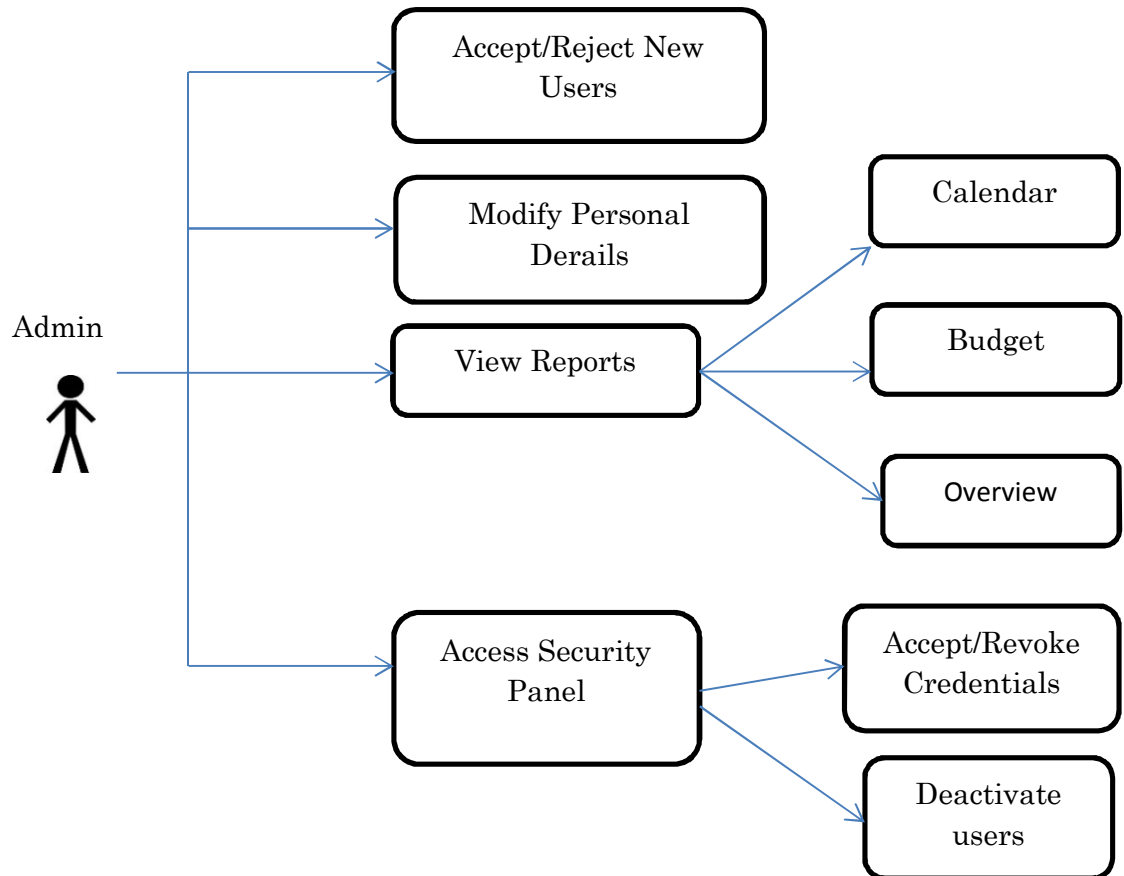 Admin
Accept/Reject New
Users
Modify Personal
Derails
View Reports
Access Security
Panel
Calendar
Budget
Overview
Accept/Revoke
Credentials
Deactivate
users